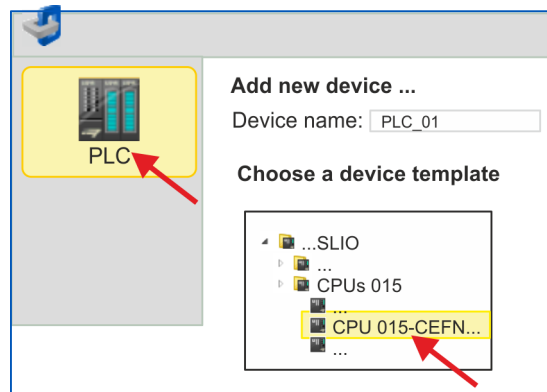 PLC
Add new device ...
Device name: PLC_01
Choose a device template
...SLIO
...
CPUs 015
...
CPU 015-CEFN...
...